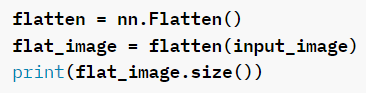 flatten = nn.Flatten()
flat_image = flatten(input_image)
print(flat_image.size())